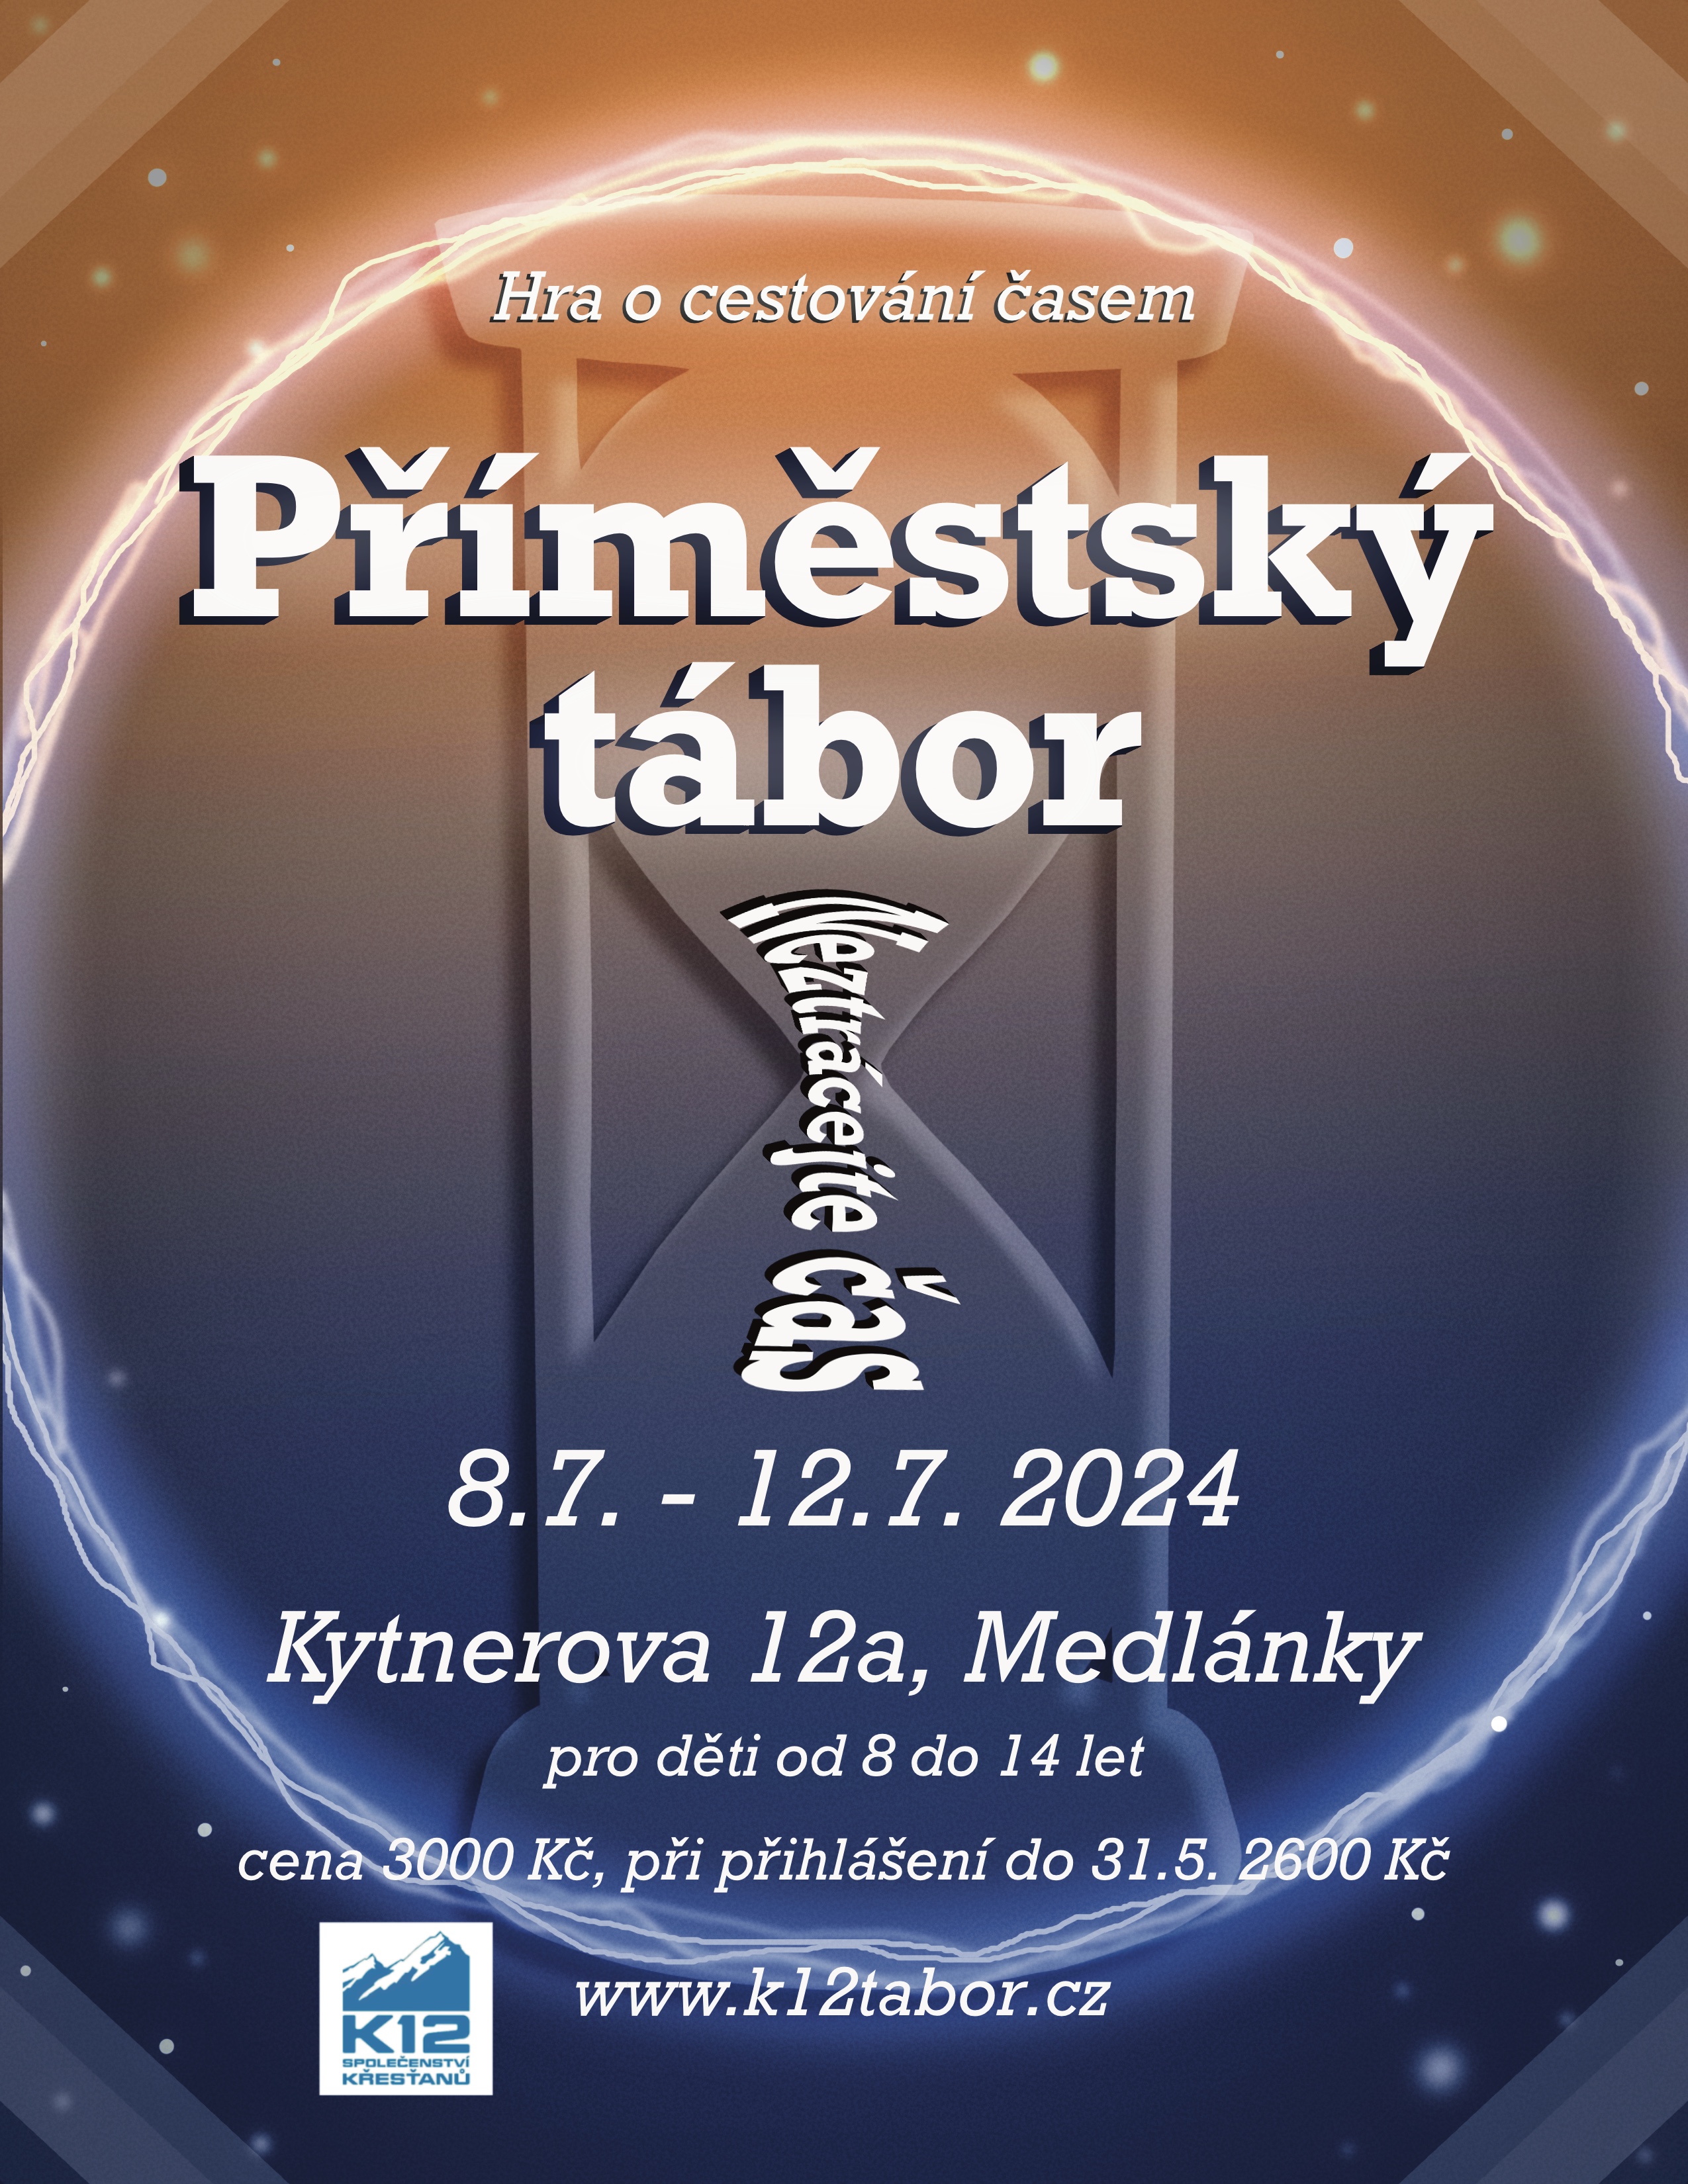 Hra o cestování časem
Příměstský
tábor
Neztrácejte čas
8.7. - 12.7. 2024
Kytnerova 12a, Medlánky
pro děti od 8 do 14 let
cena 3000 Kč, při přihlášení do 31.5. 2600 Kč
www.k12tabor.cz
K12
SPOLEČENSTVÍ
KŘESŤANŮ